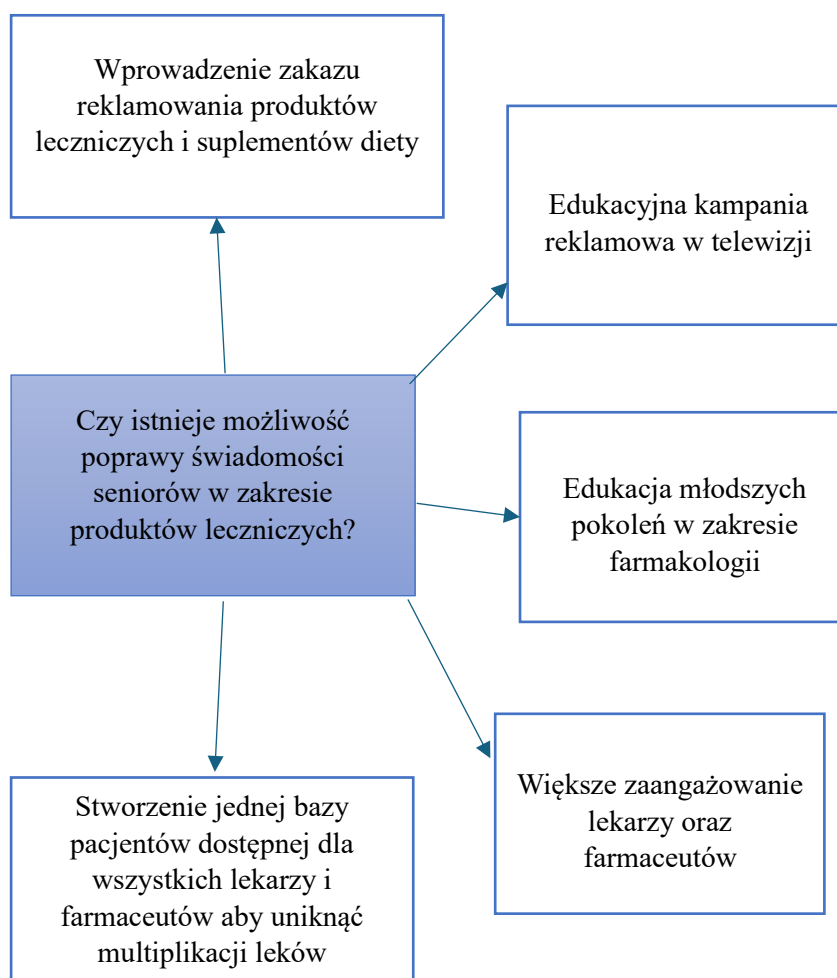 Wprowadzenie zakazu
reklamowania produktów
leczniczych i suplementów diety
Edukacyjna kampania
reklamowa w telewizji
Czy istnieje możliwość
poprawy świadomości
seniorów w zakresie
produktów leczniczych?
Edukacja młodszych
pokoleń w zakresie
farmakologii
Większe zaangażowanie
lekarzy oraz
farmaceutów
Stworzenie jednej bazy
pacjentów dostępnej dla
wszystkich lekarzy i
farmaceutów aby uniknąć
multiplikacji leków